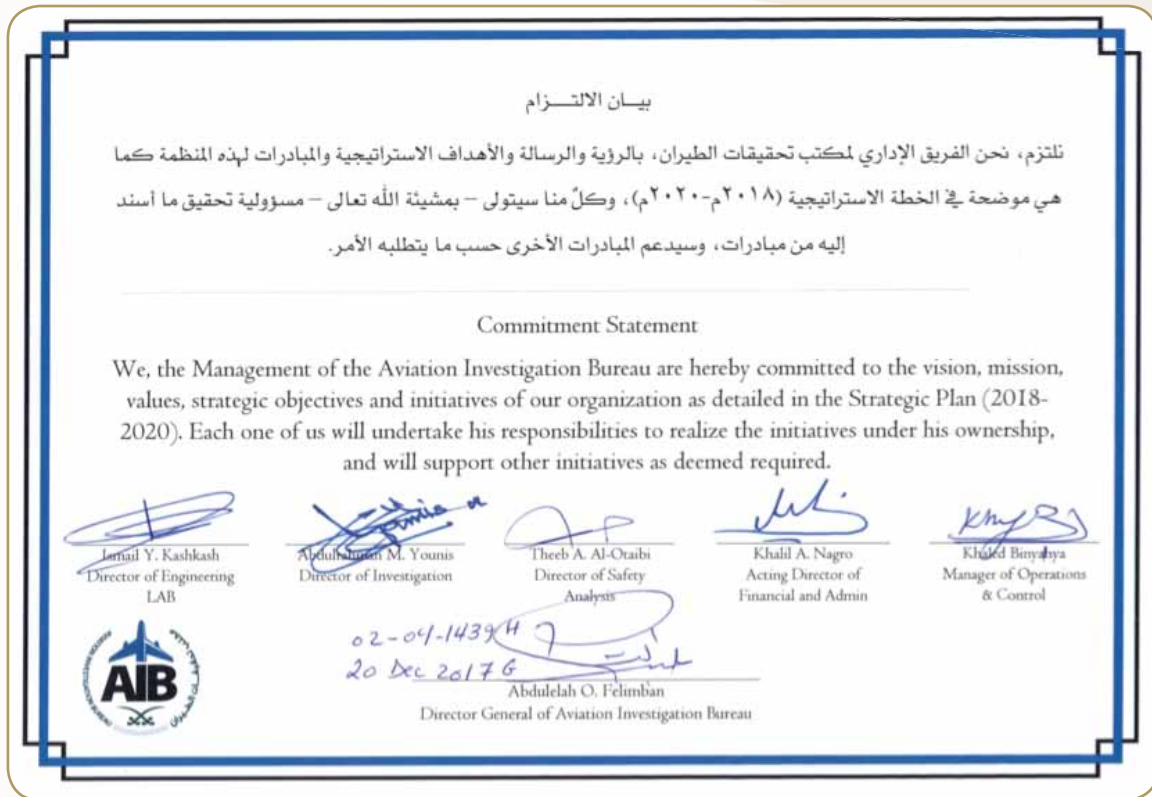 بيـــان الالتـــــزام
نلتزم، نحن الفريق الإداري لمكتب تحقيقات الطيران، بالرؤية والرسالة والأهداف الاستراتيجية والمبادرات لهذه المنظمة كما
هي موضحة في الخطة الاستراتيجية (٢٠١٨م-٢٠٢٠م)، وكلٌ منا سيتولى – بمشيئة الله تعالى – مسؤولية تحقيق ما أسند
إليه من مبادرات، وسيدعم المبادرات الأخرى حسب ما يتطلبه الأمر.
Commitment Statement
We, the Management of the Aviation Investigation Bureau are hereby committed to the vision, mission,
values, strategic objectives and initiatives of our organization as detailed in the Strategic Plan (2018-
2020). Each one of us will undertake his responsibilities to realize the initiatives under his ownership,
and will support other initiatives as deemed required.
Ismail Y. Kashkash
Director of Engineering
LAB
Abdulrahman M. Younis
Director of Investigation
Theeb A. Al-Otaibi
Director of Safety
Analysis
Khalil A. Nagro
Acting Director of
Financial and Admin
Khalid Binyahya
Manager of Operations
& Control
02-04-1439 H
20 Dec 2017 G
Abdulelah O. Felimban
Director General of Aviation Investigation Bureau
AIB